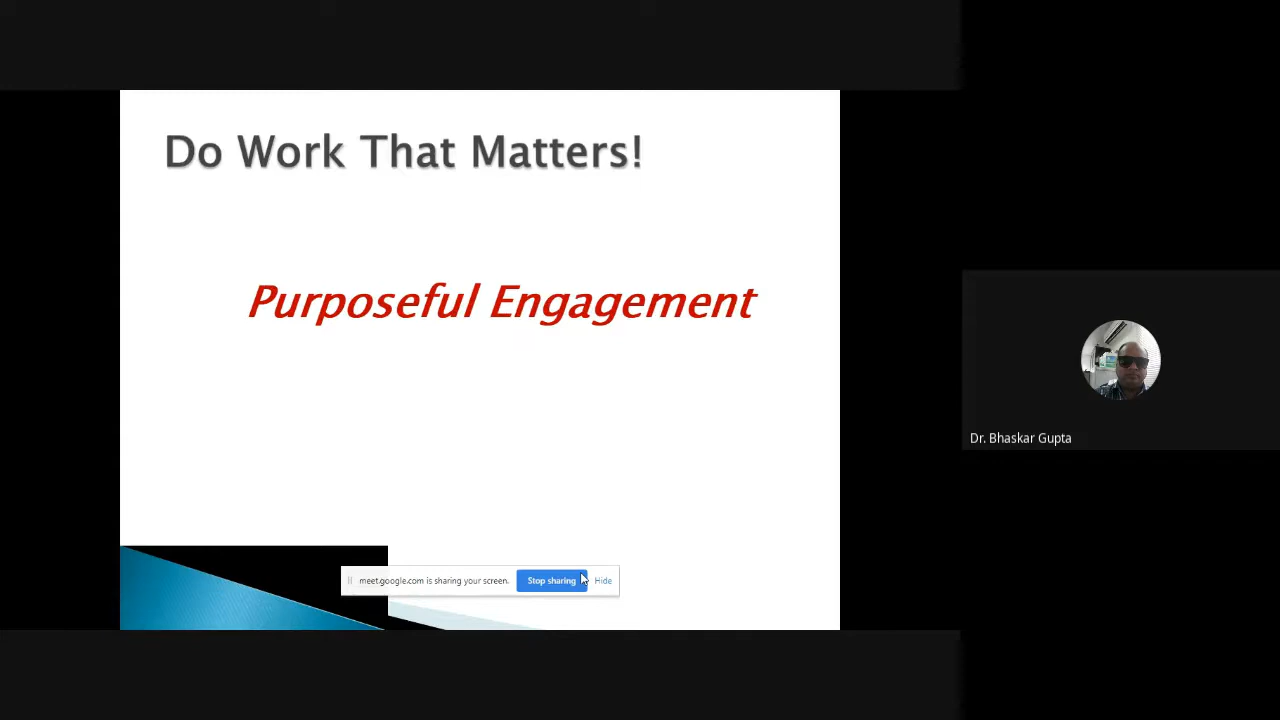 Do Work That Matters!
Purposeful Engagement
Dr. Bhaskar Gupta
meet.google.com is sharing your screen.
Stop sharing
Hide